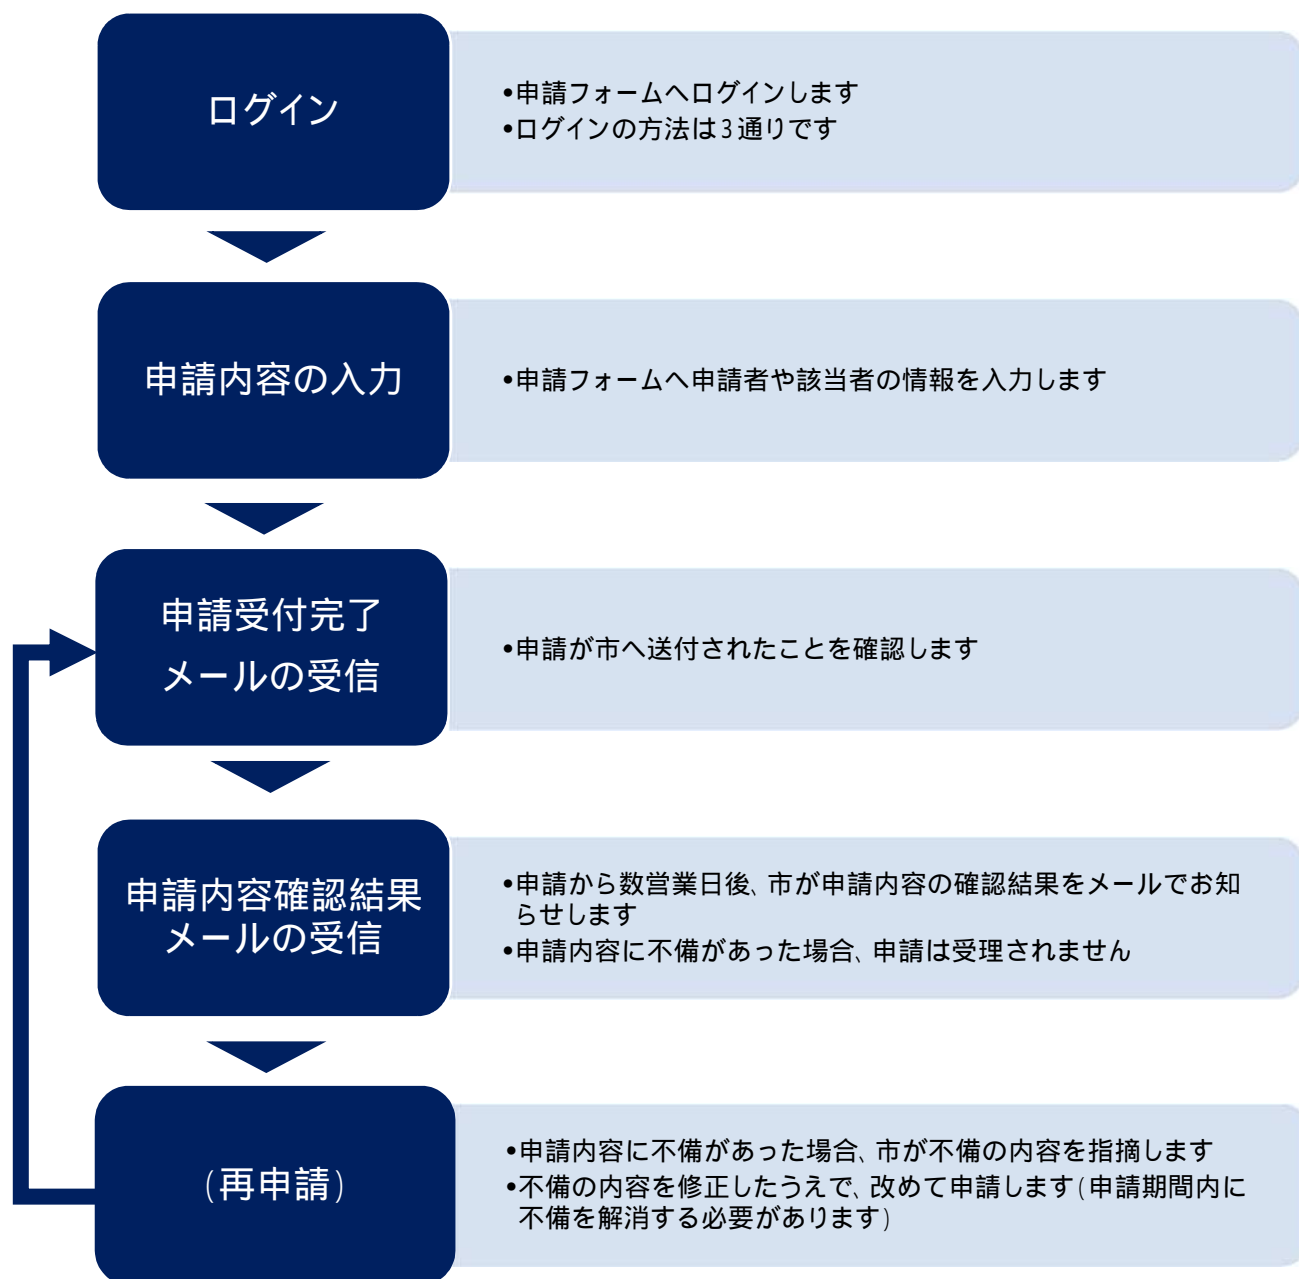 ログイン
•申請フォームへログインします
•ログインの方法は3通りです
申請内容の入力
•申請フォームへ申請者や該当者の情報を入力します
申請受付完了
メールの受信
•申請が市へ送付されたことを確認します
申請内容確認結果
メールの受信
•申請から数営業日後、市が申請内容の確認結果をメールでお知
らせします
•申請内容に不備があった場合、申請は受理されません
(再申請)
•申請内容に不備があった場合、市が不備の内容を指摘します
•不備の内容を修正したうえで、改めて申請します(申請期間内に
不備を解消する必要があります)